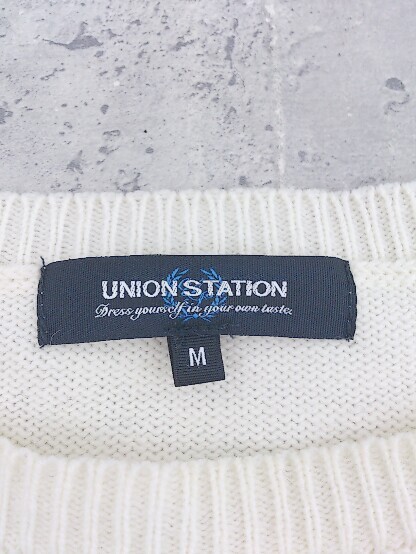 UNION STATION
Dress yourself in your own taste.
M